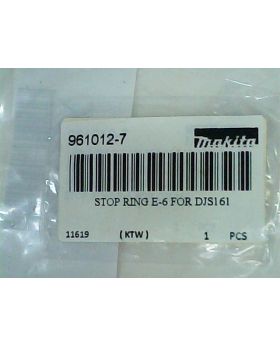 961012-7 makita
STOP RING E-6 FOR DJS161
11619 (KTW) 1 PCS